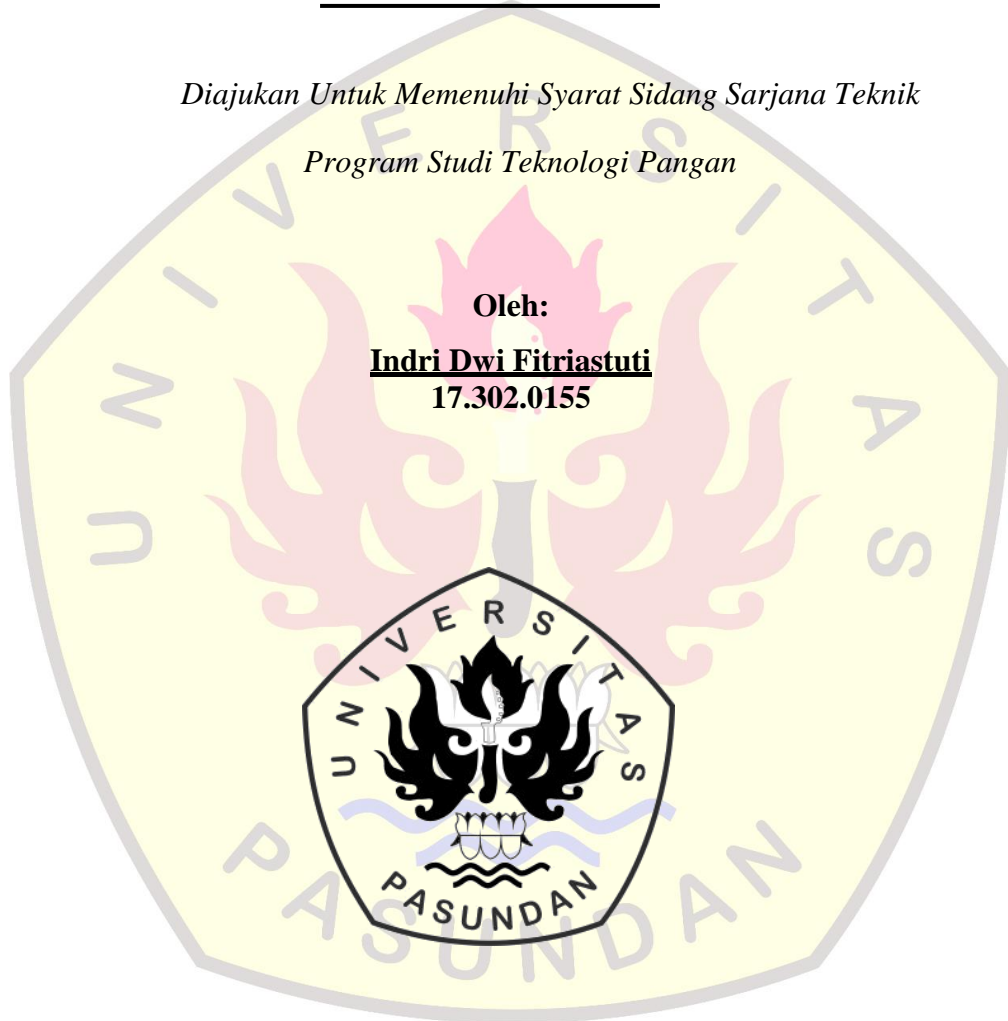 Diajukan Untuk Memenuhi Syarat Sidang Sarjana Teknik
Program Studi Teknologi Pangan
Oleh:
Indri Dwi Fitriastuti
17.302.0155
UNIVERSITAS
PASUNDAN
UNIVERSITAS
PASUNDAN